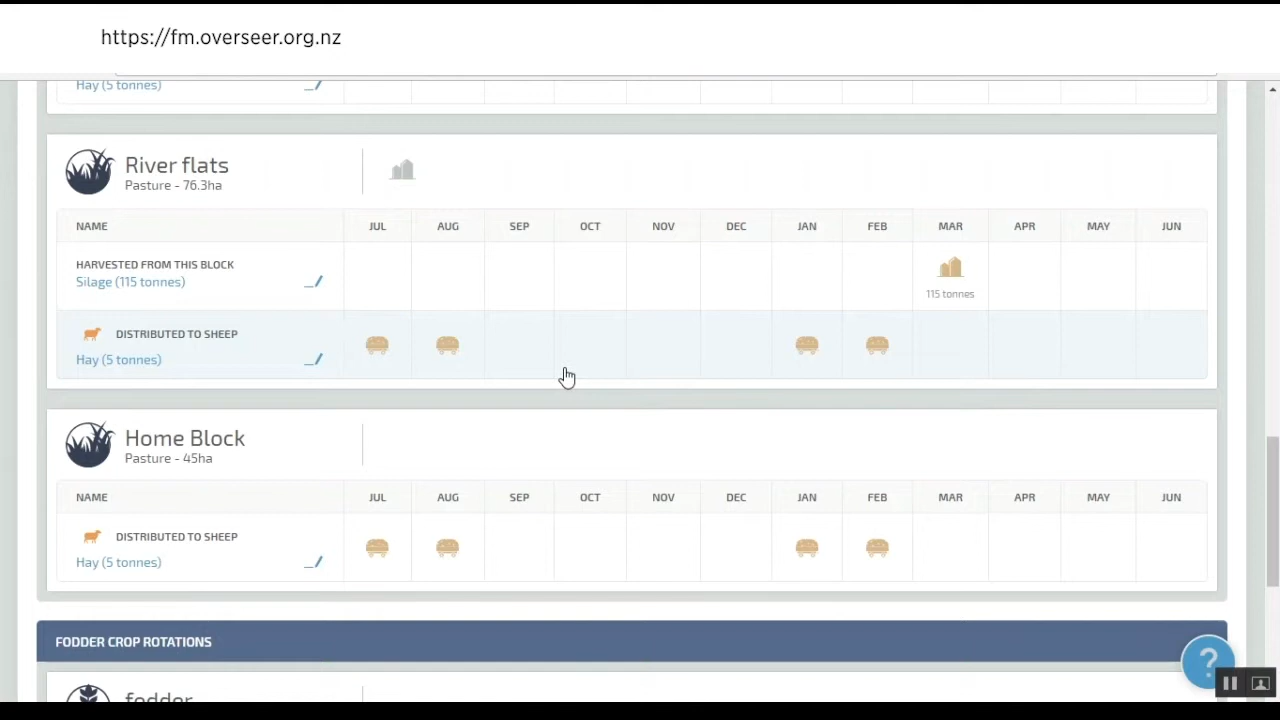 https://fm.overseer.org.nz
Hay (5 tonnes)
River flats
Pasture - 76.3ha
NAME JUL AUG SEP OCT NOV DEC JAN FEB MAR APR MAY JUN
HARVESTED FROM THIS BLOCK
Silage (115 tonnes)
115 tonnes
DISTRIBUTED TO SHEEP
Hay (5 tonnes)
Home Block
Pasture - 45ha
NAME JUL AUG SEP OCT NOV DEC JAN FEB MAR APR MAY JUN
DISTRIBUTED TO SHEEP
Hay (5 tonnes)
FODDER CROP ROTATIONS
fodder
?